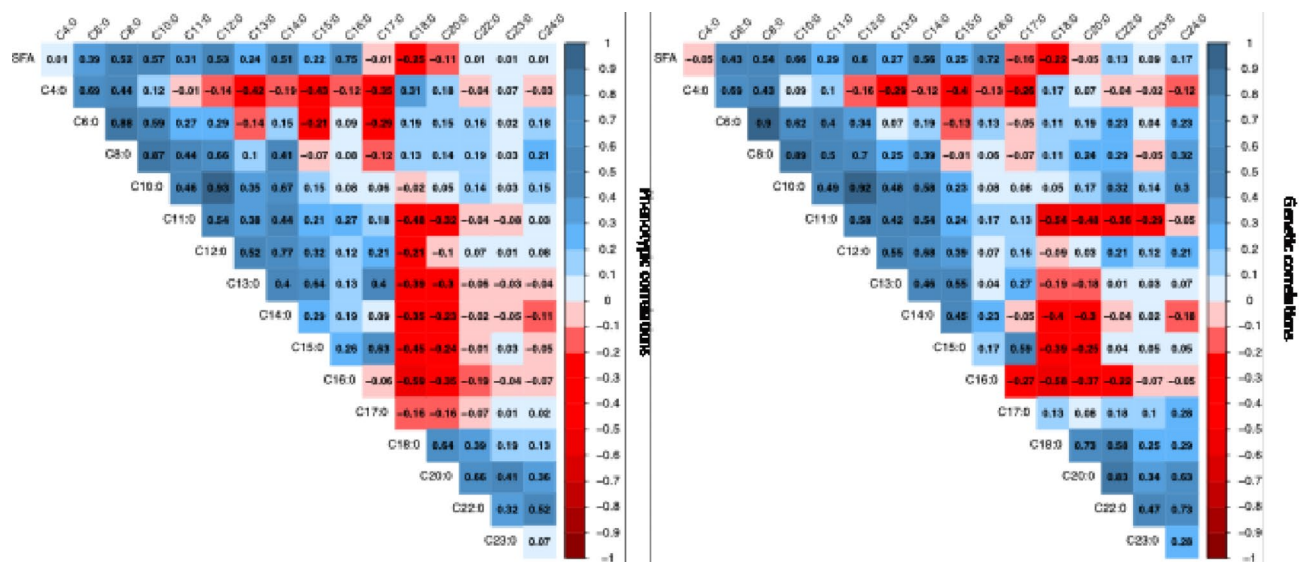 C4:0 C6:0 C8:0 C10:0 C11:0 C12:0 C13:0 C14:0 C15:0 C16:0 C17:0 C18:0 C20:0 C22:0 C23:0 C24:0
SFA 0.01 0.39 0.52 0.57 0.31 0.53 0.24 0.51 0.22 0.75 −0.01 −0.35 −0.11 0.01 0.01 0.01
C4:0 0.69 0.44 0.12 −0.01 −0.14 −0.42 −0.19 −0.43 −0.12 −0.35 0.31 0.18 −0.04 0.07 −0.03
C6:0 0.88 0.59 0.27 0.29 −0.14 0.15 −0.21 0.09 −0.29 0.19 0.15 0.16 0.02 0.18
C8:0 0.87 0.44 0.66 0.1 0.41 −0.07 0.08 −0.12 0.13 0.14 0.19 0.03 0.21
C10:0 0.46 0.93 0.35 0.67 0.15 0.08 0.06 −0.02 0.05 0.14 0.03 0.15
C11:0 0.54 0.38 0.44 0.21 0.27 0.18 −0.48 −0.32 −0.04 −0.08 0.03
C12:0 0.52 0.77 0.32 0.12 0.21 −0.21 −0.1 0.07 0.01 0.08
C13:0 0.4 0.64 0.13 0.4 −0.39 −0.3 −0.06 −0.03 −0.04
C14:0 0.29 0.19 0.09 −0.35 −0.23 −0.02 −0.05 −0.11
C15:0 0.26 0.63 −0.45 −0.24 −0.01 0.03 −0.05
C16:0 −0.06 −0.59 −0.36 −0.19 −0.04 −0.07
C17:0 −0.16 −0.16 −0.07 0.01 0.02
C18:0 0.64 0.39 0.19 0.13
C20:0 0.66 0.41 0.36
C22:0 0.32 0.52
C23:0 0.07
1
0.9
0.8
0.7
0.6
0.5
0.4
0.3
0.2
0.1
0
−0.1
−0.2
−0.3
−0.4
−0.5
−0.6
−0.7
−0.8
−0.9
−1
Phenotypic correlations
C4:0 C6:0 C8:0 C10:0 C11:0 C12:0 C13:0 C14:0 C15:0 C16:0 C17:0 C18:0 C20:0 C22:0 C23:0 C24:0
SFA −0.05 0.43 0.54 0.66 0.29 0.6 0.27 0.56 0.25 0.72 −0.16 −0.22 −0.05 0.13 0.09 0.17
C4:0 0.69 0.43 0.09 0.1 −0.16 −0.29 −0.12 −0.4 −0.13 −0.26 0.17 0.07 −0.04 −0.02 −0.12
C6:0 0.9 0.62 0.4 0.34 0.07 0.19 −0.13 0.13 −0.05 0.11 0.19 0.23 0.04 0.23
C8:0 0.89 0.5 0.7 0.25 0.39 −0.01 0.06 −0.07 0.11 0.24 0.29 −0.05 0.32
C10:0 0.49 0.92 0.48 0.58 0.23 0.08 0.06 0.05 0.17 0.32 0.14 0.3
C11:0 0.58 0.42 0.54 0.24 0.17 0.13 −0.54 −0.48 −0.36 −0.39 −0.05
C12:0 0.55 0.68 0.39 0.07 0.16 −0.09 0.03 0.21 0.12 0.21
C13:0 0.46 0.55 0.04 0.27 −0.19 −0.18 0.01 0.03 0.07
C14:0 0.45 0.23 −0.05 −0.4 −0.3 −0.04 0.02 −0.18
C15:0 0.17 0.59 −0.39 −0.25 0.04 0.05 0.05
C16:0 −0.27 −0.58 −0.37 −0.22 −0.07 −0.05
C17:0 0.13 0.06 0.18 0.1 0.28
C18:0 0.73 0.58 0.25 0.29
C20:0 0.83 0.34 0.63
C22:0 0.47 0.73
C23:0 0.28
1
0.9
0.8
0.7
0.6
0.5
0.4
0.3
0.2
0.1
0
−0.1
−0.2
−0.3
−0.4
−0.5
−0.6
−0.7
−0.8
−0.9
−1
Genetic correlations